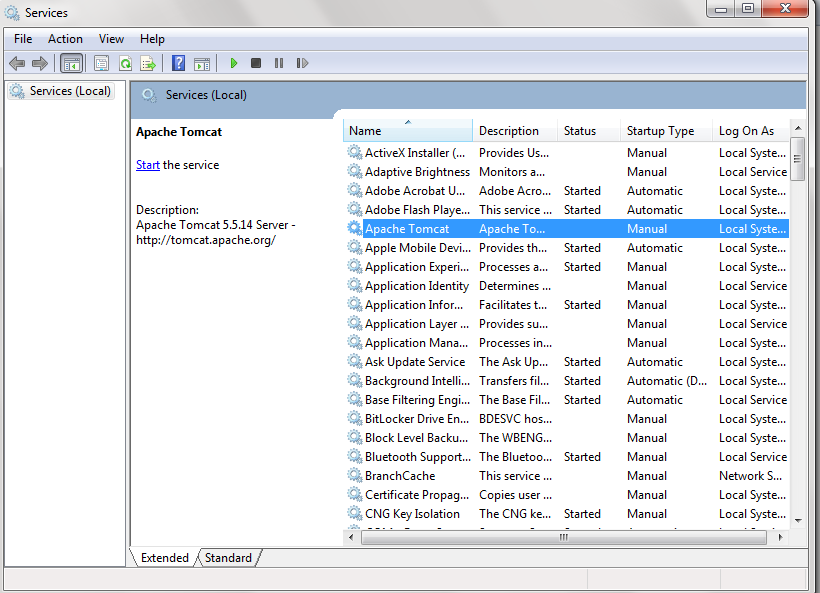 Services
File Action View Help
Services (Local)
Services (Local)
Apache Tomcat
Start the service
Description:
Apache Tomcat 5.5.14 Server -
http://tomcat.apache.org/
Name Description Status Startup Type Log On As
ActiveX Installer (... Provides Us... Manual Local Syste...
Adaptive Brightness Monitors a... Manual Local Service
Adobe Acrobat U... Adobe Acro... Started Automatic Local Syste...
Adobe Flash Playe... This service ... Started Automatic Local Syste...
Apache Tomcat Apache To... Manual Local Syste...
Apple Mobile Devi... Provides th... Started Automatic Local Syste...
Application Experi... Processes a... Started Manual Local Syste...
Application Identity Determines ... Manual Local Service
Application Infor... Facilitates t... Started Manual Local Syste...
Application Layer ... Provides su... Manual Local Service
Application Mana... Processes in... Manual Local Syste...
Ask Update Service The Ask Up... Started Automatic Local Syste...
Background Intelli... Transfers fil... Started Automatic (D... Local Syste...
Base Filtering Engi... The Base Fil... Started Automatic Local Service
BitLocker Drive En... BDESVC hos... Manual Local Syste...
Block Level Backu... The WBENG... Manual Local Syste...
Bluetooth Support... The Bluetoo... Started Manual Local Service
BranchCache This service ... Manual Network S...
Certificate Propag... Copies user ... Manual Local Syste...
CNG Key Isolation The CNG ke... Started Manual Local Syste...
Extended Standard